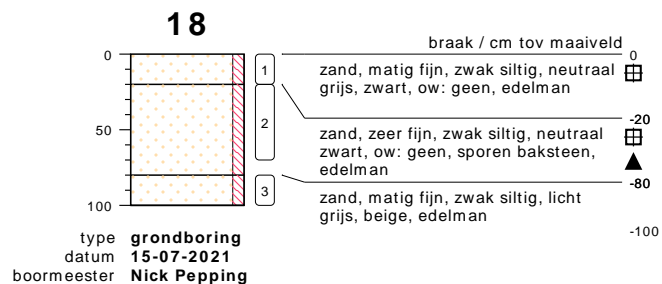 18
braak / cm tov maaiveld
0
0
1
zand, matig fijn, zwak siltig, neutraal
grijs, zwart, ow: geen, edelman
-20
2
50
zand, zeer fijn, zwak siltig, neutraal
zwart, ow: geen, sporen baksteen,
edelman
-80
3
zand, matig fijn, zwak siltig, licht
grijs, beige, edelman
100
-100
type grondboring
datum 15-07-2021
boormeester Nick Pepping